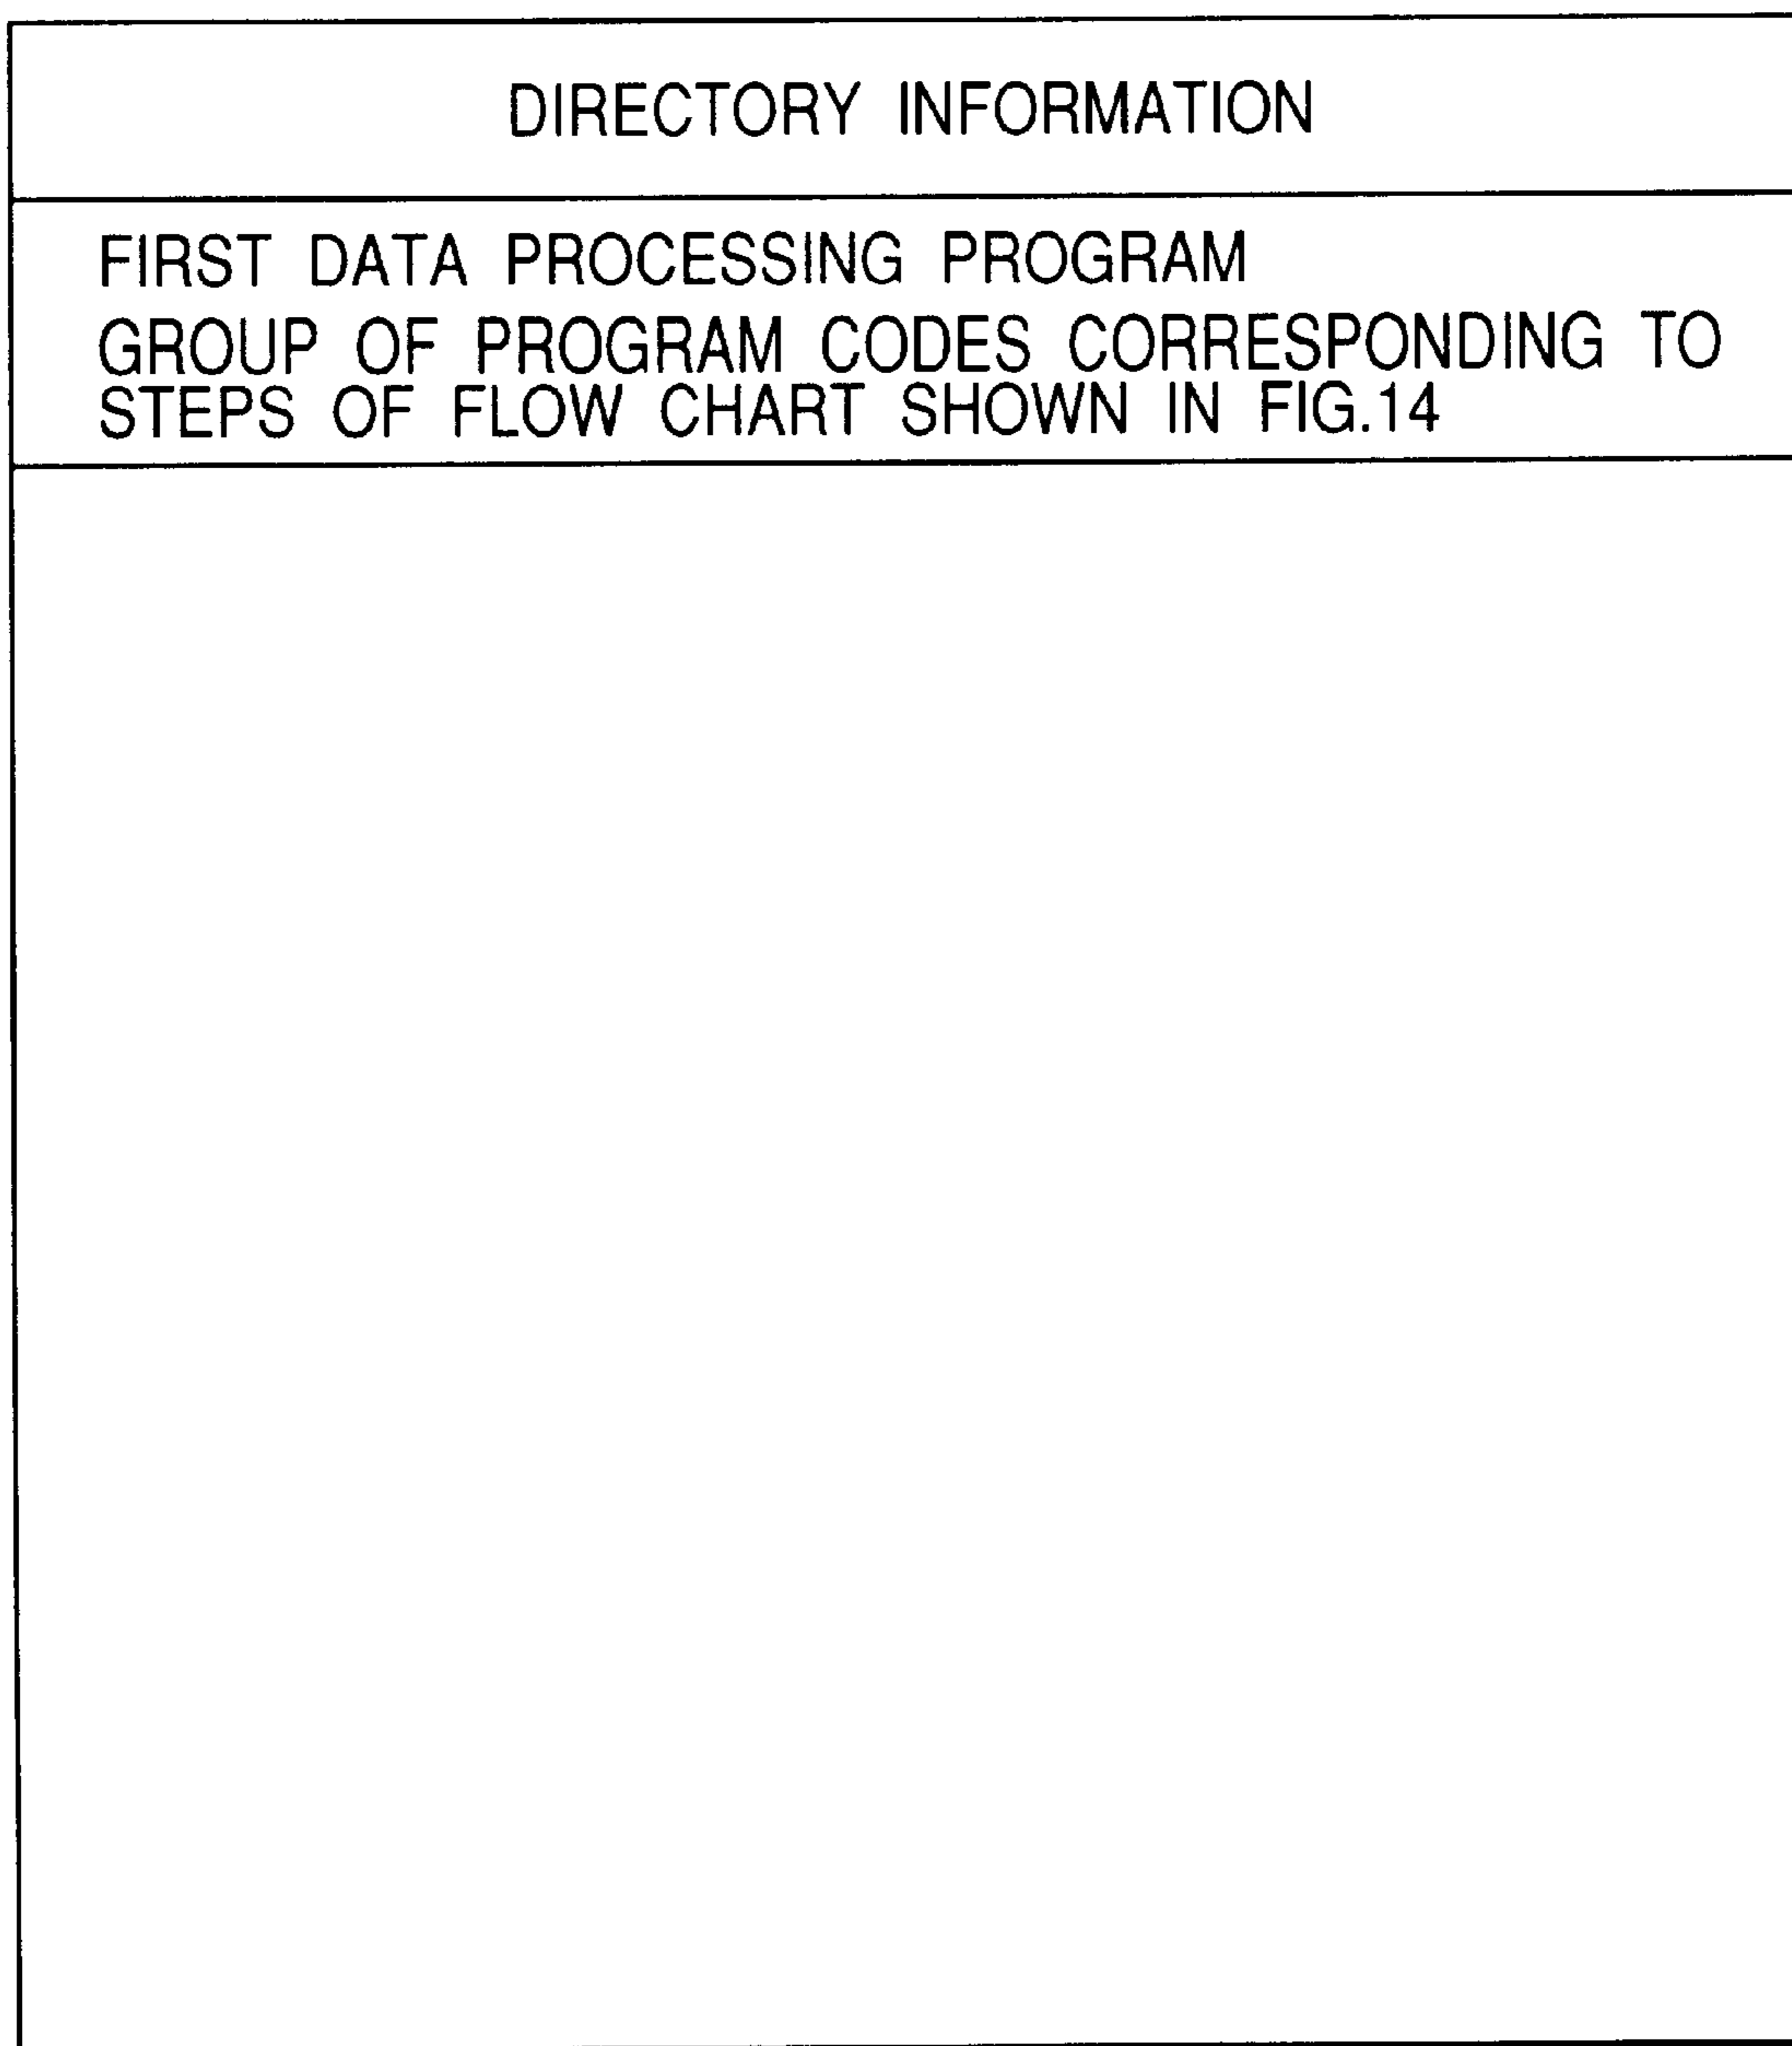 DIRECTORY INFORMATION
FIRST DATA PROCESSING PROGRAM
GROUP OF PROGRAM CODES CORRESPONDING TO
STEPS OF FLOW CHART SHOWN IN FIG.14